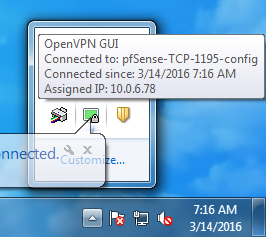 OpenVPN GUI
Connected to: pfSense-TCP-1195-config
Connected since: 3/14/2016 7:16 AM
Assigned IP: 10.0.6.78
onnected.
Customize...
7:16 AM
3/14/2016